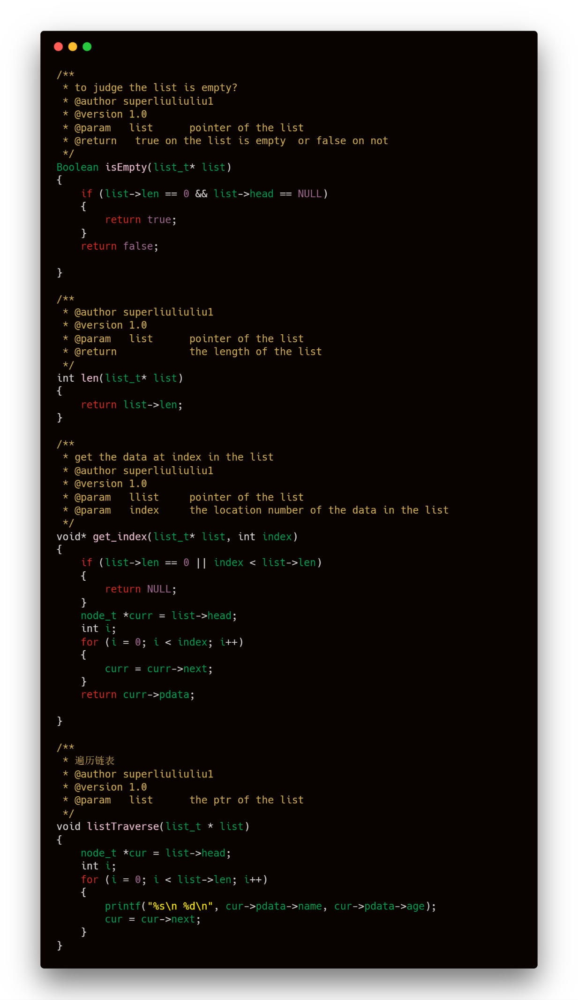 /**
 * to judge the list is empty?
 * @author superliuliuliu1
 * @version 1.0
 * @param   list      pointer of the list
 * @return   true on the list is empty  or false on not
 */
Boolean isEmpty(list_t* list)
{
    if (list->len == 0 && list->head == NULL)
    {
        return true;
    }
    return false;

}

/**
 * @author superliuliuliu1
 * @version 1.0
 * @param   list      pointer of the list
 * @return            the length of the list
 */
int len(list_t* list)
{
    return list->len;
}

/**
 * get the data at index in the list
 * @author superliuliuliu1
 * @version 1.0
 * @param   llist     pointer of the list
 * @param   index     the location number of the data in the list
 */
void* get_index(list_t* list, int index)
{
    if (list->len == 0 || index < list->len)
    {
        return NULL;
    }
    node_t *curr = list->head;
    int i;
    for (i = 0; i < index; i++)
    {
        curr = curr->next;
    }
    return curr->pdata;

}

/**
 * 遍历链表
 * @author superliuliuliu1
 * @version 1.0
 * @param   list      the ptr of the list
 */
void listTraverse(list_t * list)
{
    node_t *cur = list->head;
    int i;
    for (i = 0; i < list->len; i++)
    {
        printf("%s\n %d\n", cur->pdata->name, cur->pdata->age);
        cur = cur->next;
    }
}